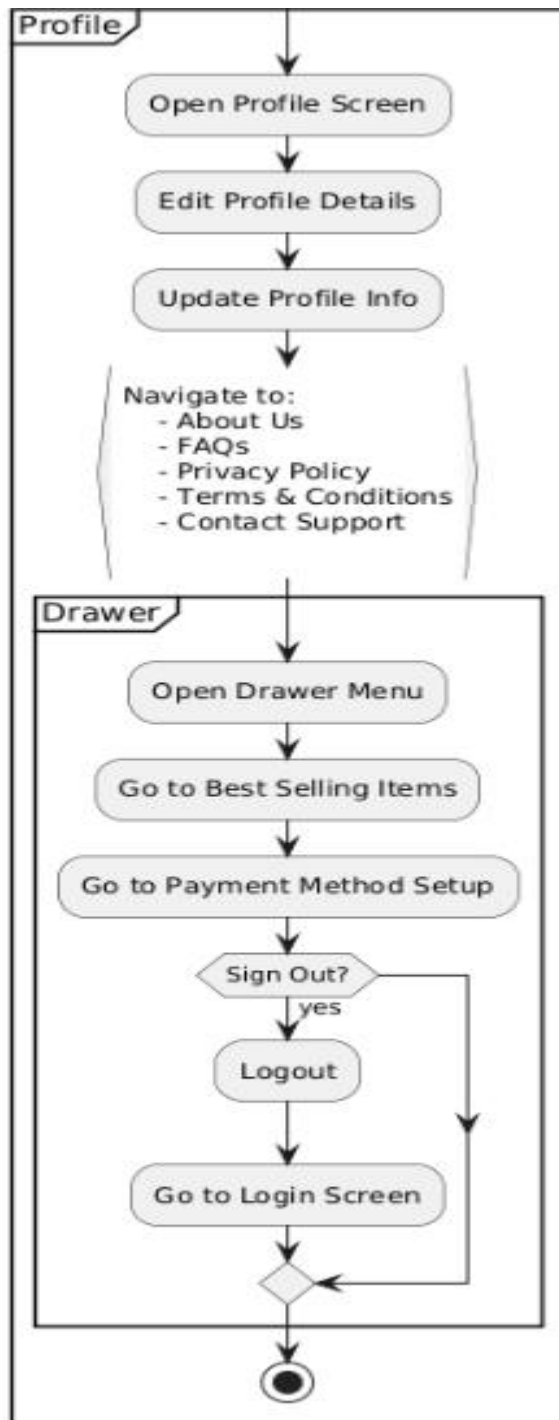 Profile
Open Profile Screen
Edit Profile Details
Update Profile Info
Navigate to:
- About Us
- FAQs
- Privacy Policy
- Terms & Conditions
- Contact Support
Drawer
Open Drawer Menu
Go to Best Selling Items
Go to Payment Method Setup
Sign Out?
yes
Logout
Go to Login Screen